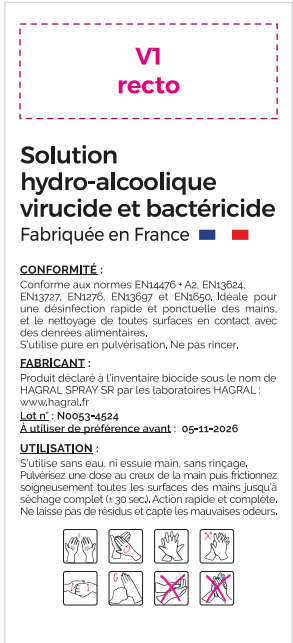 V1
recto
Solution
hydro-alcoolique
virucide et bactéricide
Fabriquée en France
CONFORMITÉ :
Conforme aux normes EN14476 + A2, EN13624,
EN13727, EN1276, EN13697 et EN1650. Idéale pour
une désinfection rapide et ponctuelle des mains,
et le nettoyage de toutes surfaces en contact avec
des denrées alimentaires.
S'utilise pure en pulvérisation. Ne pas rincer.
FABRICANT :
Produit déclaré à l'inventaire biocide sous le nom de
HAGRAL SPRAY SR par les laboratoires HAGRAL :
www.hagral.fr
Lot n° : N0053-4524
À utiliser de préférence avant : 05-11-2026
UTILISATION :
S'utilise sans eau, ni essuie main, sans rinçage.
Pulvérisez une dose au creux de la main puis frictionnez
soigneusement toutes les surfaces des mains jusqu'à
séchage complet (± 30 sec.). Action rapide et complète.
Ne laisse pas de résidus et capte les mauvaises odeurs.